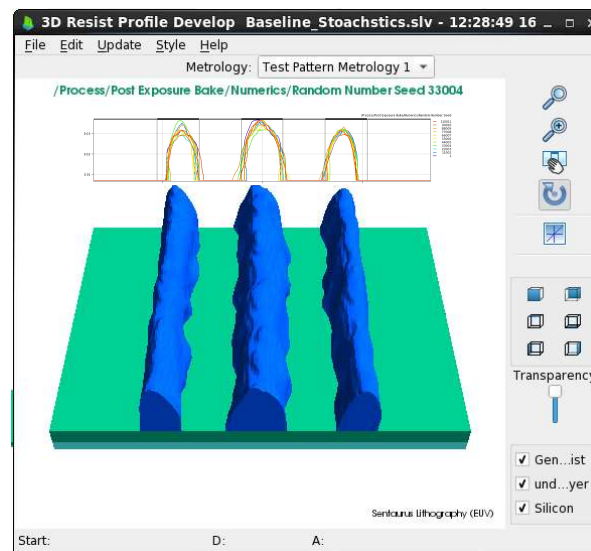 3D Resist Profile Develop Baseline_Stoachstics.slv - 12:28:49 16
File Edit Update Style Help
Metrology: Test Pattern Metrology 1
/Process/Post Exposure Bake/Numerics/Random Number Seed 33004
Transparency
Gen...ist
und...yer
Silicon
Sentaurus Lithography (EUV)
Start: D: A: